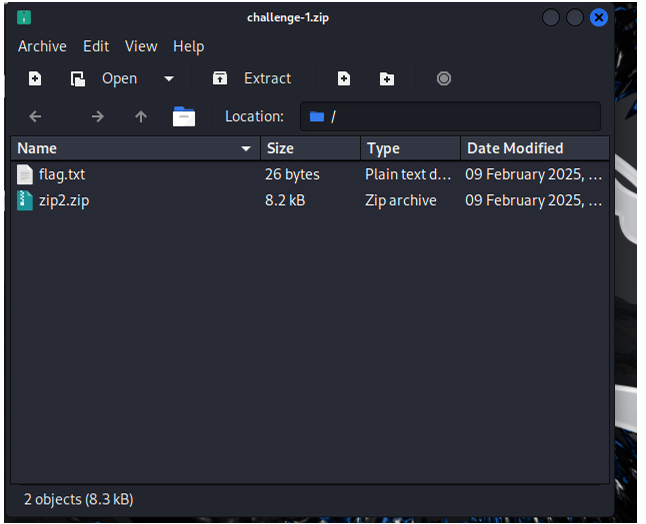 challenge-1.zip
Archive Edit View Help
Open Extract
Location: /
Name Size Type Date Modified
flag.txt 26 bytes Plain text d... 09 February 2025, ...
zip2.zip 8.2 kB Zip archive 09 February 2025, ...
2 objects (8.3 kB)